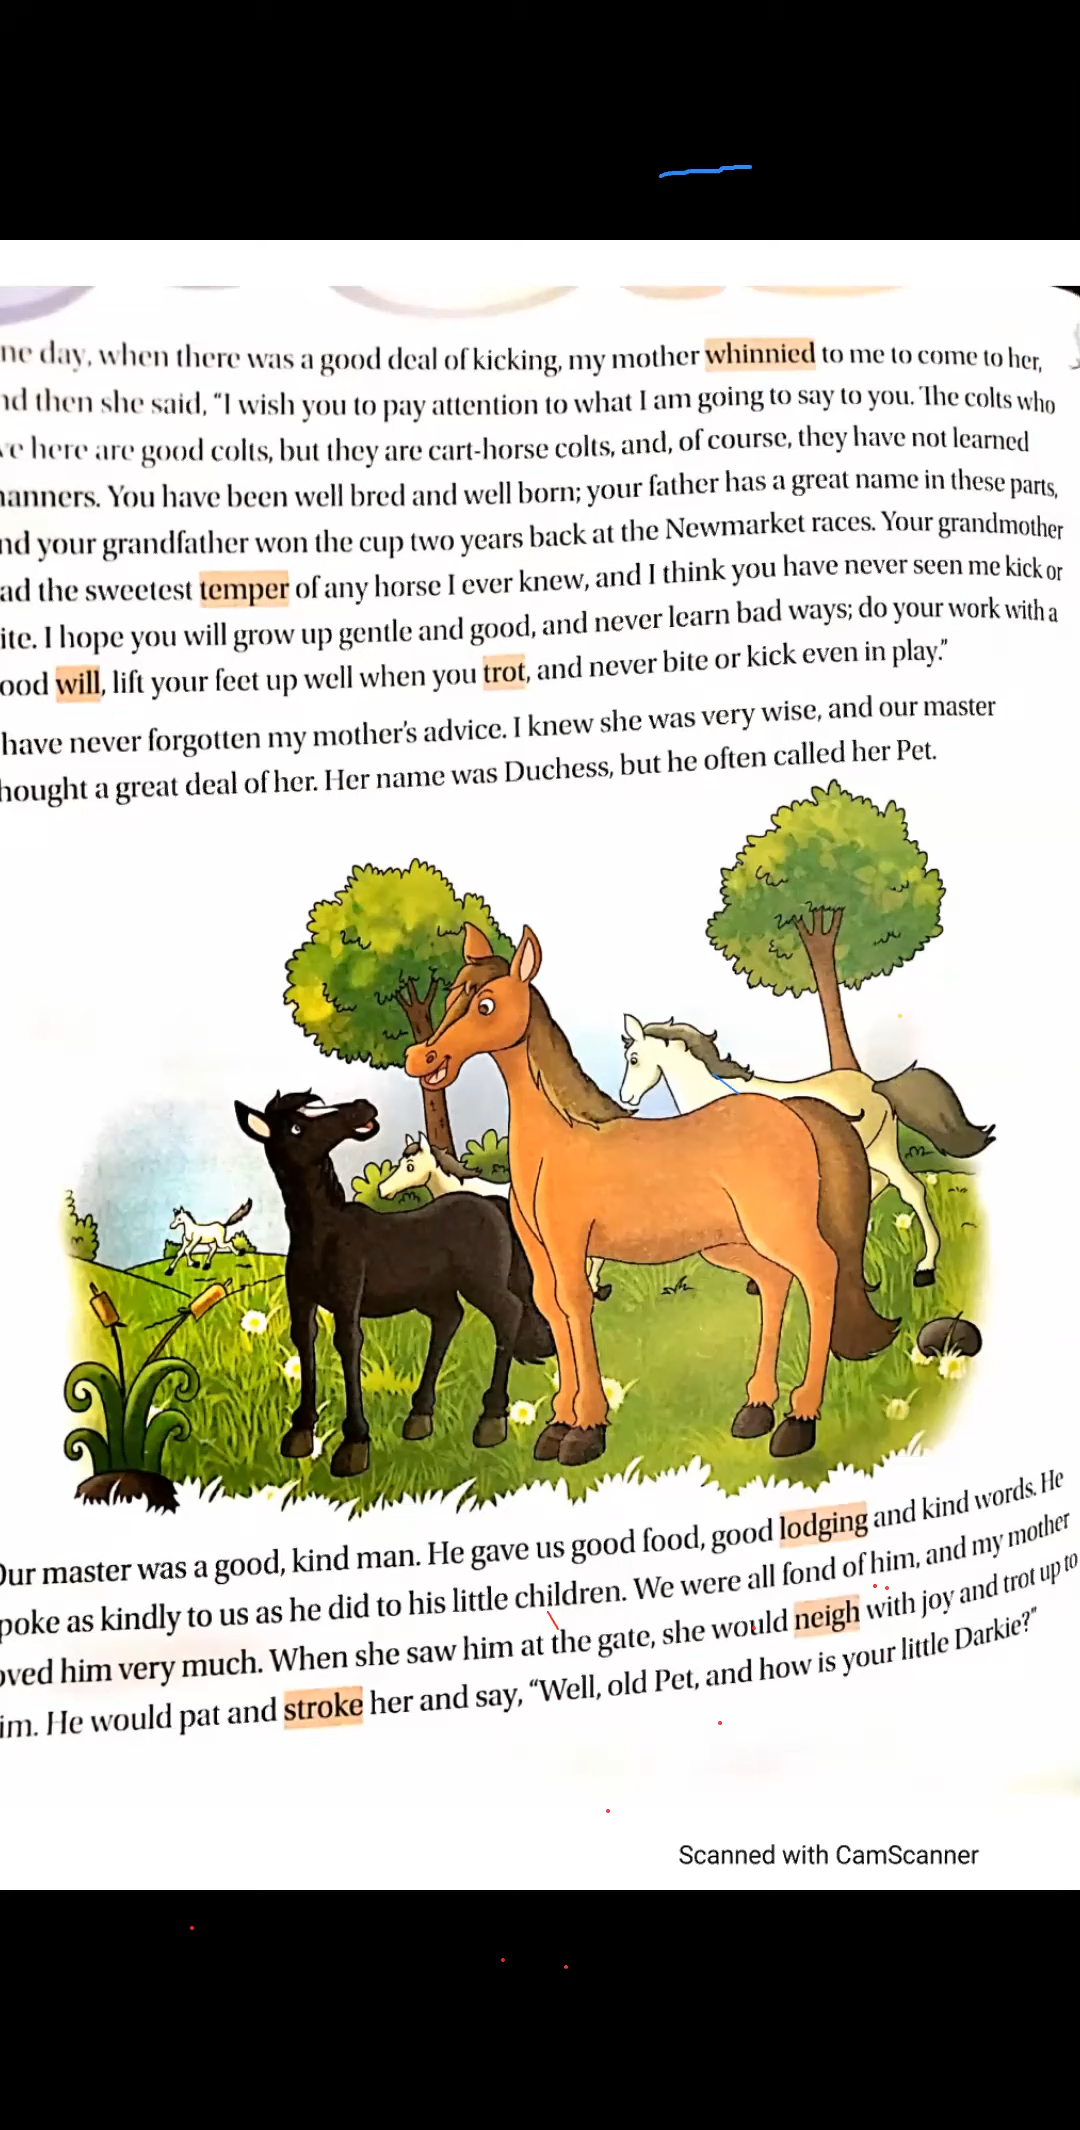 ne day, when there was a good deal of kicking, my mother whinnied to me to come to her,
nd then she said, “I wish you to pay attention to what I am going to say to you. The colts who
e here are good colts, but they are cart-horse colts, and, of course, they have not learned
anners. You have been well bred and well born; your father has a great name in these parts,
nd your grandfather won the cup two years back at the Newmarket races. Your grandmother
ad the sweetest temper of any horse I ever knew, and I think you have never seen me kick or
ite. I hope you will grow up gentle and good, and never learn bad ways; do your work with a
ood will, lift your feet up well when you trot, and never bite or kick even in play.”
have never forgotten my mother's advice. I knew she was very wise, and our master
hought a great deal of her. Her name was Duchess, but he often called her Pet.
Our master was a good, kind man. He gave us good food, good lodging and kind words. He
poke as kindly to us as he did to his little children. We were all fond of him, and my mother
oved him very much. When she saw him at the gate, she would neigh with joy and trot up to
im. He would pat and stroke her and say, “Well, old Pet, and how is your little Darkie?”
Scanned with CamScanner